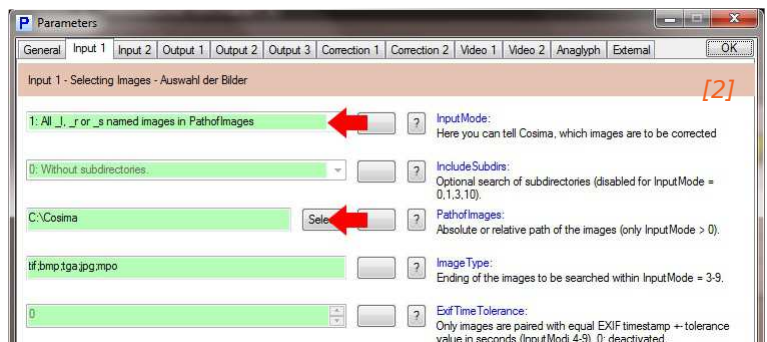 Parameters
General Input 1 Input 2 Output 1 Output 2 Output 3 Correction 1 Correction 2 Video 1 Video 2 Anaglyph External OK
Input 1 - Selecting Images - Auswahl der Bilder
[2]
1: All _l, _r or _s named images in PathofImages
? InputMode:
Here you can tell Cosima, which images are to be corrected
0: Without subdirectories.
? IncludeSubdirs:
Optional search of subdirectories (disabled for InputMode =
0,1,3,10).
C:\Cosima
? PathofImages:
Absolute or relative path of the images (only InputMode > 0).
tif;bmp;tga;jpg;mpo
? ImageType:
Ending of the images to be searched within InputMode = 3-9.
0
? ExifTimeTolerance:
Only images are paired with equal EXIF timestamp +- tolerance
value in seconds (InputModi 4-9). 0: deactivated.